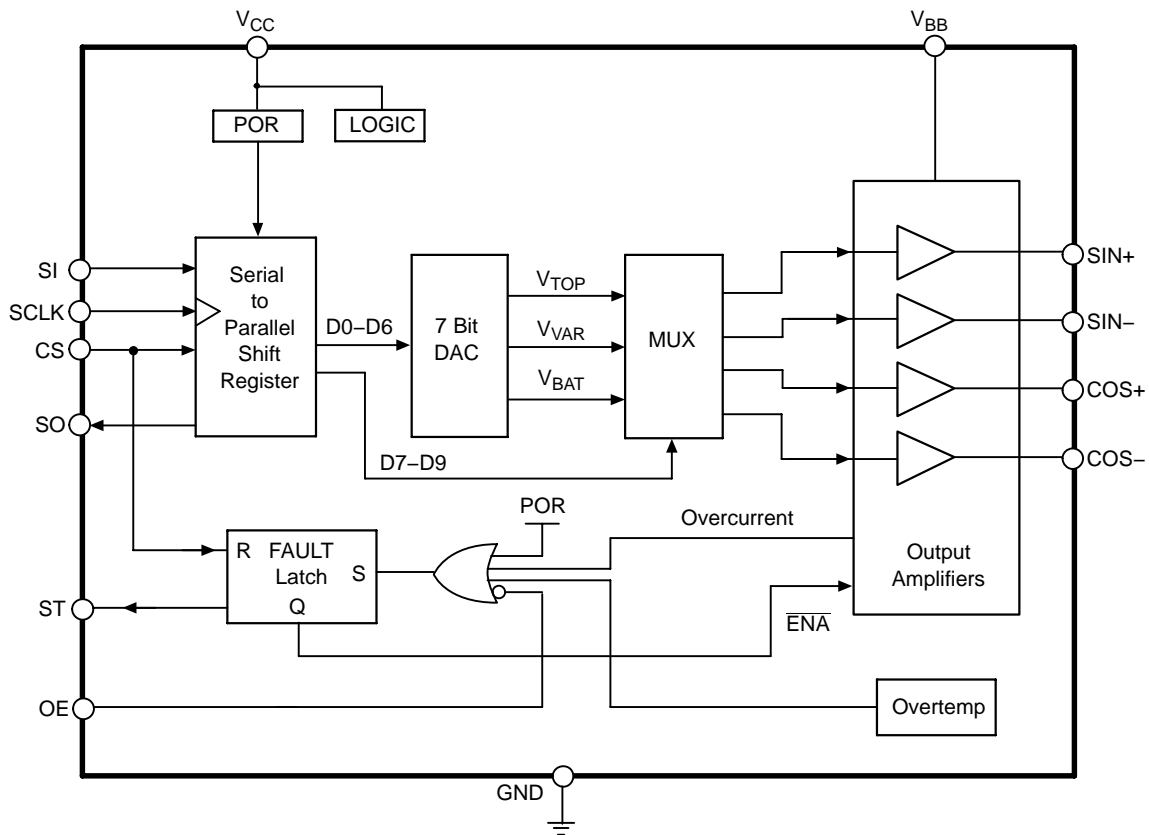 VCC
VBB
POR
LOGIC
SI
SCLK
CS
SO
Serial
to
Parallel
Shift
Register
D0–D6
7 Bit
DAC
VTOP
VVAR
VBAT
MUX
SIN+
SIN–
COS+
COS–
D7–D9
POR
Overcurrent
R FAULT
Latch
S
Q
Output
Amplifiers
ST
ENA
OE
Overtemp
GND